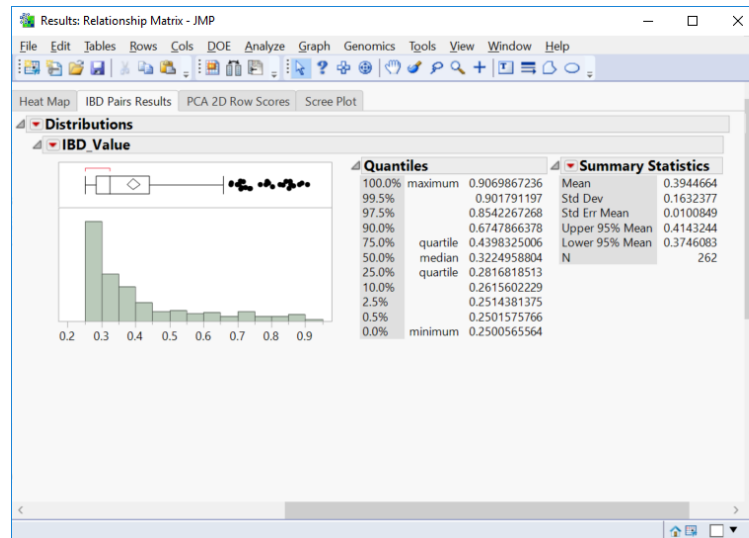 Results: Relationship Matrix - JMP
File Edit Tables Rows Cols DOE Analyze Graph Genomics Tools View Window Help
Heat Map IBD Pairs Results PCA 2D Row Scores Scree Plot
Distributions
IBD_Value
0.2 0.3 0.4 0.5 0.6 0.7 0.8 0.9
Quantiles
100.0% maximum 0.9069867236
99.5% 0.901791197
97.5% 0.8542267268
90.0% 0.6747866378
75.0% quartile 0.4398325006
50.0% median 0.3224958804
25.0% quartile 0.2816818513
10.0% 0.2615602229
2.5% 0.2514381375
0.5% 0.2501575766
0.0% minimum 0.2500565564
Summary Statistics
Mean 0.3944664
Std Dev 0.1632377
Std Err Mean 0.0100849
Upper 95% Mean 0.4143244
Lower 95% Mean 0.3746083
N 262